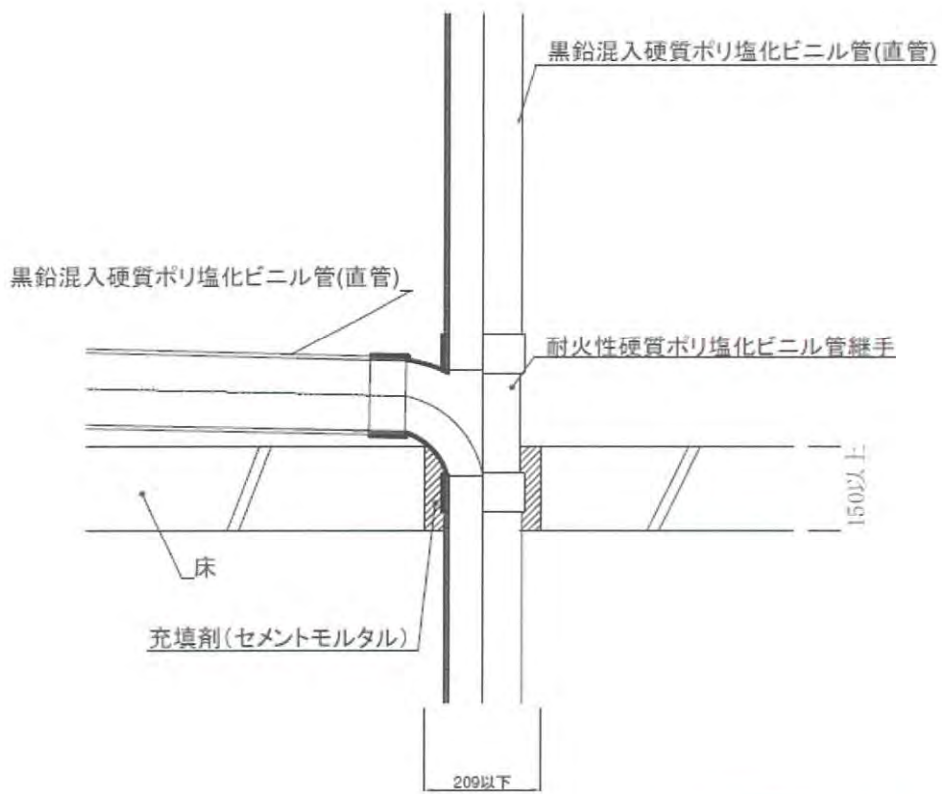 黒鉛混入硬質ポリ塩化ビニル管(直管)
黒鉛混入硬質ポリ塩化ビニル管(直管)
耐火性硬質ポリ塩化ビニル管継手
150以上
床
充填剤(セメントモルタル)
209以下